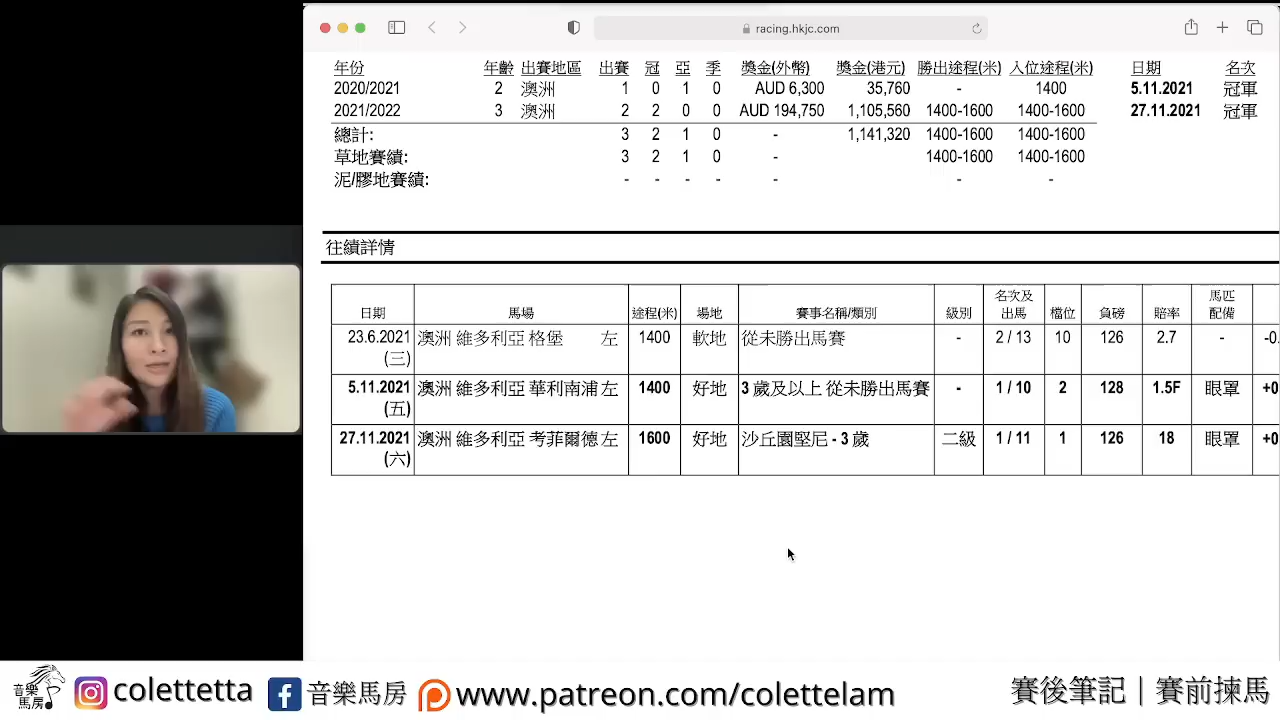 racing.hkjc.com
年份 年齡 出賽地區 出賽 冠 亞 季 獎金(外幣) 獎金(港元) 勝出途程(米) 入位途程(米) 日期 名次
2020/2021 2 澳洲 1 0 1 0 AUD 6,300 35,760 - 1400 5.11.2021 冠軍
2021/2022 3 澳洲 2 2 0 0 AUD 194,750 1,105,560 1400-1600 1400-1600 27.11.2021 冠軍
總計: 3 2 1 0 - 1,141,320 1400-1600 1400-1600
草地賽績: 3 2 1 0 - 1400-1600 1400-1600
泥/膠地賽績: - - - - - - -
往績詳情
日期 馬場 途程(米) 場地 賽事名稱/類別 級別 名次及出馬 檔位 負磅 賠率 馬匹配備
23.6.2021 (三) 澳洲 維多利亞 格堡 左 1400 軟地 從未勝出馬賽 - 2 / 13 10 126 2.7 - -0.
5.11.2021 (五) 澳洲 維多利亞 華利南浦 左 1400 好地 3 歲及以上 從未勝出馬賽 - 1 / 10 2 128 1.5F 眼罩 +0
27.11.2021 (六) 澳洲 維多利亞 考菲爾德 左 1600 好地 沙丘園堅尼 - 3 歲 二級 1 / 11 1 126 18 眼罩 +0
音樂馬房 colettetta 音樂馬房 www.patreon.com/colettelam 賽後筆記｜賽前揀馬